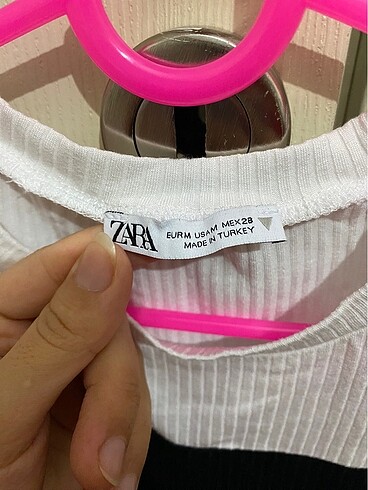 ZARA
EUR M USA M MEX 28
MADE IN TURKEY